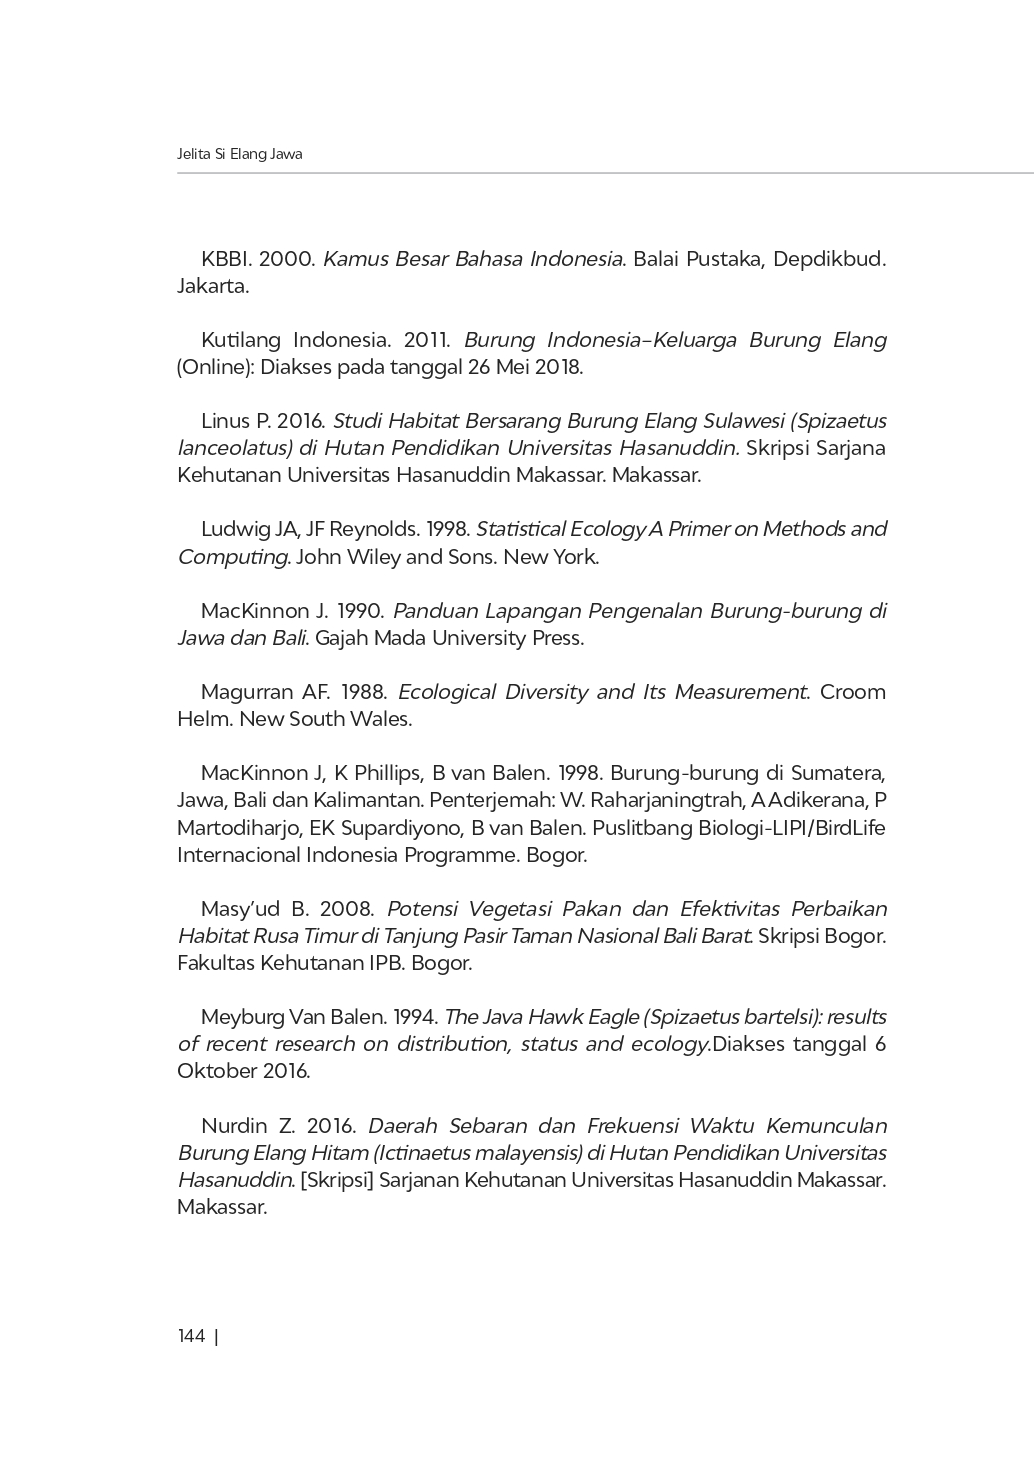 Jelita Si Elang Jawa
KBBI. 2000. Kamus Besar Bahasa Indonesia. Balai Pustaka, Depdikbud.
Jakarta.
Kutilang Indonesia. 2011. Burung Indonesia–Keluarga Burung Elang
(Online): Diakses pada tanggal 26 Mei 2018.
Linus P. 2016. Studi Habitat Bersarang Burung Elang Sulawesi (Spizaetus
lanceolatus) di Hutan Pendidikan Universitas Hasanuddin. Skripsi Sarjana
Kehutanan Universitas Hasanuddin Makassar. Makassar.
Ludwig JA, JF Reynolds. 1998. Statistical Ecology A Primer on Methods and
Computing. John Wiley and Sons. New York.
MacKinnon J. 1990. Panduan Lapangan Pengenalan Burung-burung di
Jawa dan Bali. Gajah Mada University Press.
Magurran AF. 1988. Ecological Diversity and Its Measurement. Croom
Helm. New South Wales.
MacKinnon J, K Phillips, B van Balen. 1998. Burung-burung di Sumatera,
Jawa, Bali dan Kalimantan. Penterjemah: W. Raharjaningtrah, A Adikerana, P
Martodiharjo, EK Supardiyono, B van Balen. Puslitbang Biologi-LIPI/BirdLife
Internacional Indonesia Programme. Bogor.
Masy’ud B. 2008. Potensi Vegetasi Pakan dan Efektivitas Perbaikan
Habitat Rusa Timur di Tanjung Pasir Taman Nasional Bali Barat. Skripsi Bogor.
Fakultas Kehutanan IPB. Bogor.
Meyburg Van Balen. 1994. The Java Hawk Eagle (Spizaetus bartelsi): results
of recent research on distribution, status and ecology.Diakses tanggal 6
Oktober 2016.
Nurdin Z. 2016. Daerah Sebaran dan Frekuensi Waktu Kemunculan
Burung Elang Hitam (Ictinaetus malayensis) di Hutan Pendidikan Universitas
Hasanuddin. [Skripsi] Sarjanan Kehutanan Universitas Hasanuddin Makassar.
Makassar.
144 |